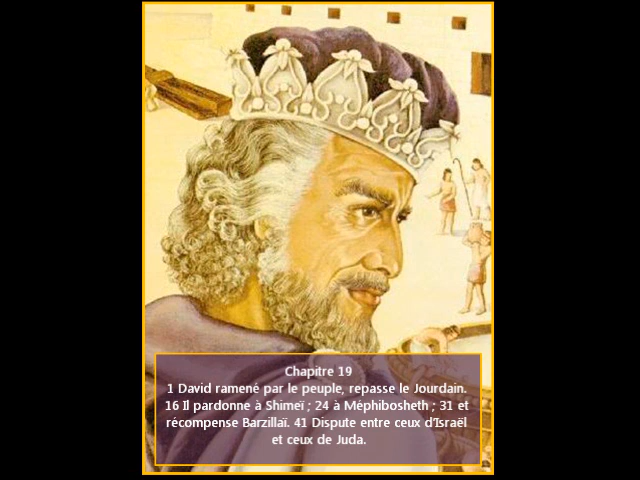 Chapitre 19
1 David ramené par le peuple, repasse le Jourdain.
16 Il pardonne à Shimeï ; 24 à Méphibosheth ; 31 et
récompense Barzillaï. 41 Dispute entre ceux d'Israël
et ceux de Juda.